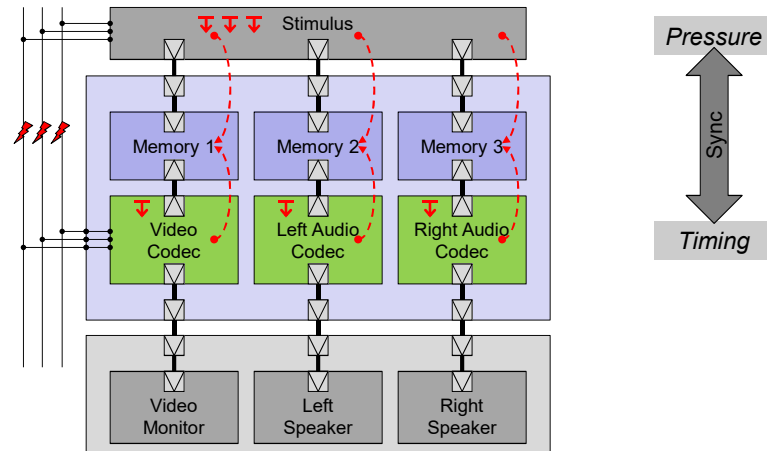 Stimulus
Pressure
Memory 1
Memory 2
Memory 3
Sync
Video
Codec
Left Audio
Codec
Right Audio
Codec
Timing
Video
Monitor
Left
Speaker
Right
Speaker